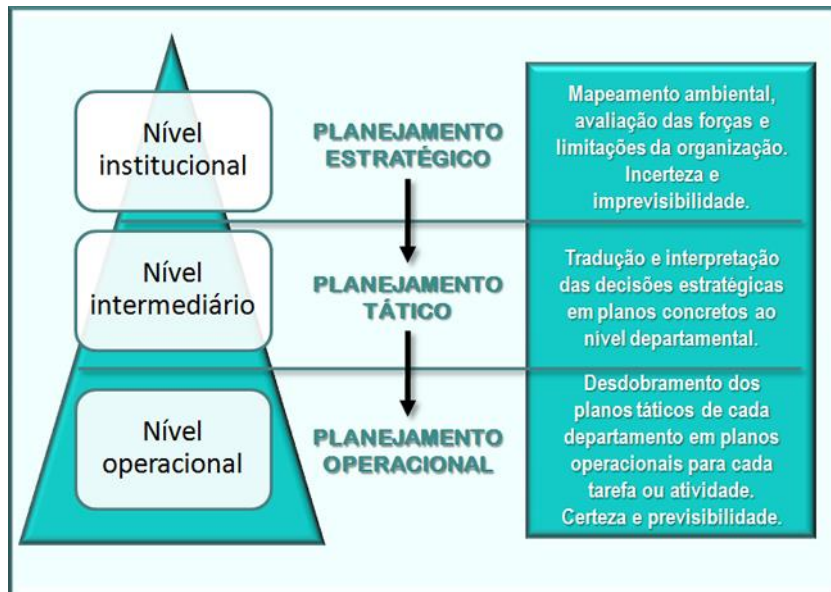 Nível
institucional
PLANEJAMENTO
ESTRATÉGICO
Mapeamento ambiental,
avaliação das forças e
limitações da organização.
Incerteza e
imprevisibilidade.
Nível
intermediário
PLANEJAMENTO
TÁTICO
Tradução e interpretação
das decisões estratégicas
em planos concretos ao
nível departamental.
Nível
operacional
PLANEJAMENTO
OPERACIONAL
Desdobramento dos
planos táticos de cada
departamento em planos
operacionais para cada
tarefa ou atividade.
Certeza e previsibilidade.